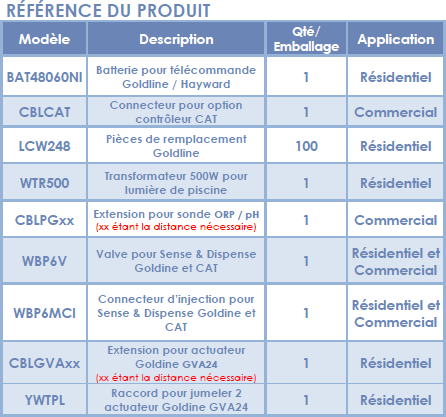 RÉFÉRENCE DU PRODUIT
Modèle Description Qté/ Emballage Application
BAT48060NI Batterie pour télécommande Goldline / Hayward 1 Résidentiel
CBLCAT Connecteur pour option contrôleur CAT 1 Commercial
LCW248 Pièces de remplacement Goldline 100 Résidentiel
WTR500 Transformateur 500W pour lumière de piscine 1 Résidentiel
CBLPGxx Extension pour sonde ORP / pH (xx étant la distance nécessaire) 1 Commercial
WBP6V Valve pour Sense & Dispense Goldine et CAT 1 Résidentiel et Commercial
WBP6MCI Connecteur d'injection pour Sense & Dispense Goldine et CAT 1 Résidentiel et Commercial
CBLGVAxx Extension pour actuateur Goldine GVA24 (xx étant la distance nécessaire) 1 Résidentiel
YWTPL Raccord pour jumeler 2 actuateur Goldine GVA24 1 Résidentiel